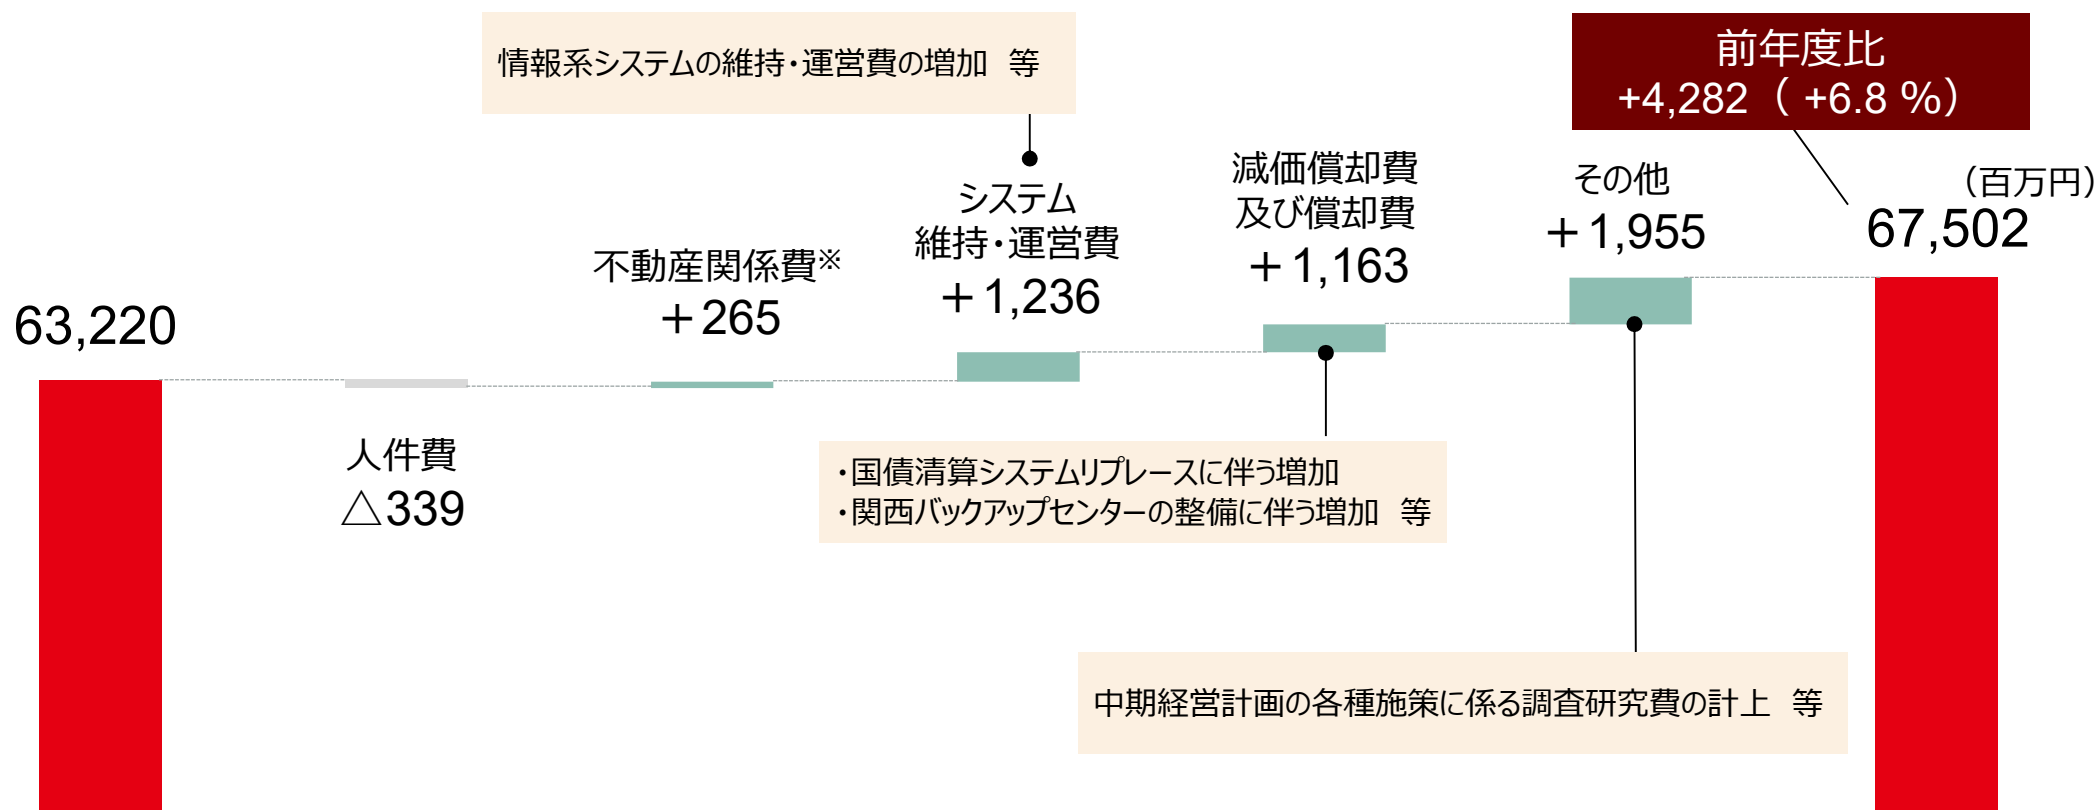 情報系システムの維持・運営費の増加　等
前年度比
+4,282（ +6.8 %）
（百万円）
63,220
人件費
△339
不動産関係費※
＋265
システム
維持・運営費
＋1,236
減価償却費
及び償却費
＋1,163
その他
＋1,955
67,502
・国債清算システムリプレースに伴う増加
・関西バックアップセンターの整備に伴う増加　等
中期経営計画の各種施策に係る調査研究費の計上　等